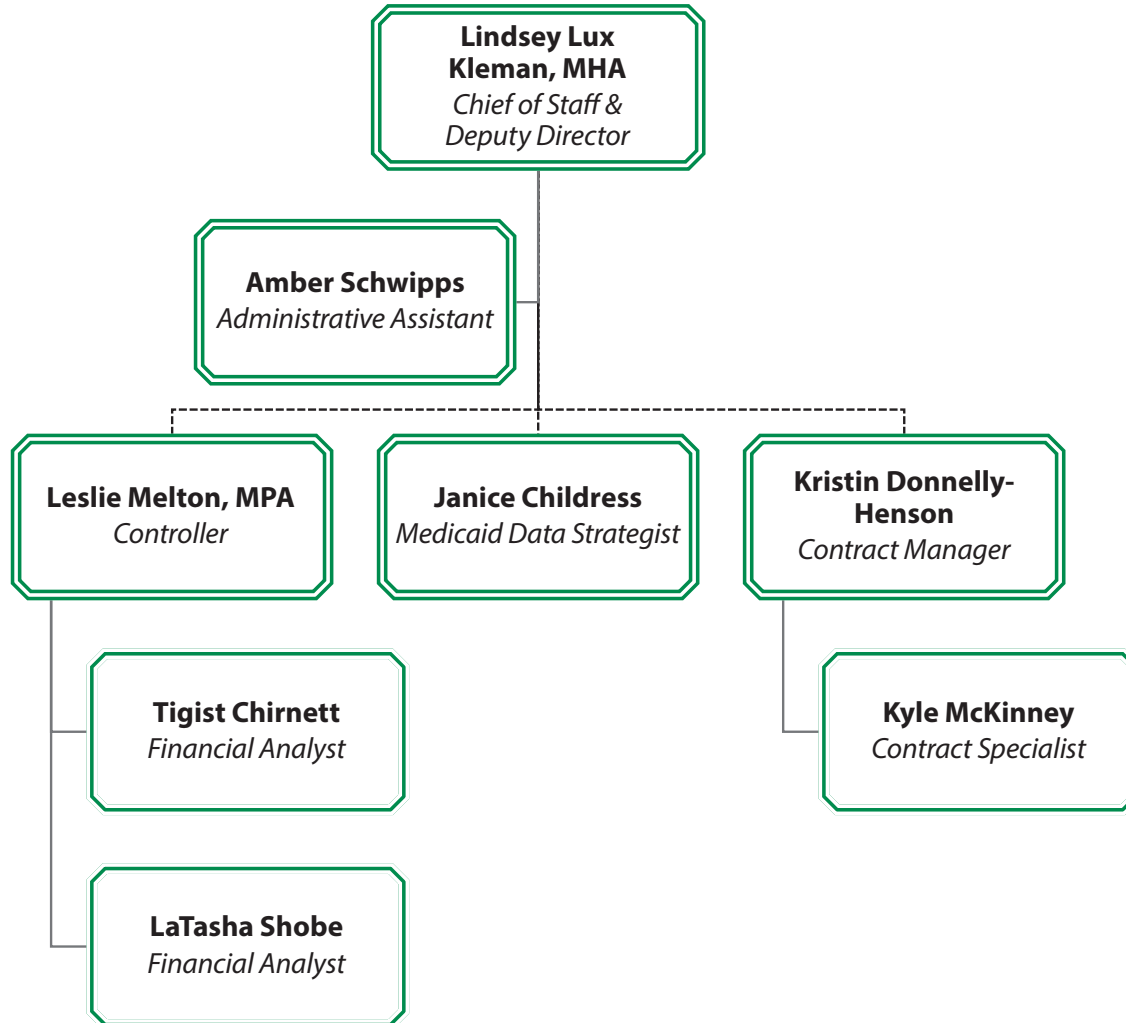 Lindsey Lux
Kleman, MHA
Chief of Staff &
Deputy Director
Amber Schwipps
Administrative Assistant
Leslie Melton, MPA
Controller
Janice Childress
Medicaid Data Strategist
Kristin Donnelly-
Henson
Contract Manager
Tigist Chirnett
Financial Analyst
Kyle McKinney
Contract Specialist
LaTasha Shobe
Financial Analyst